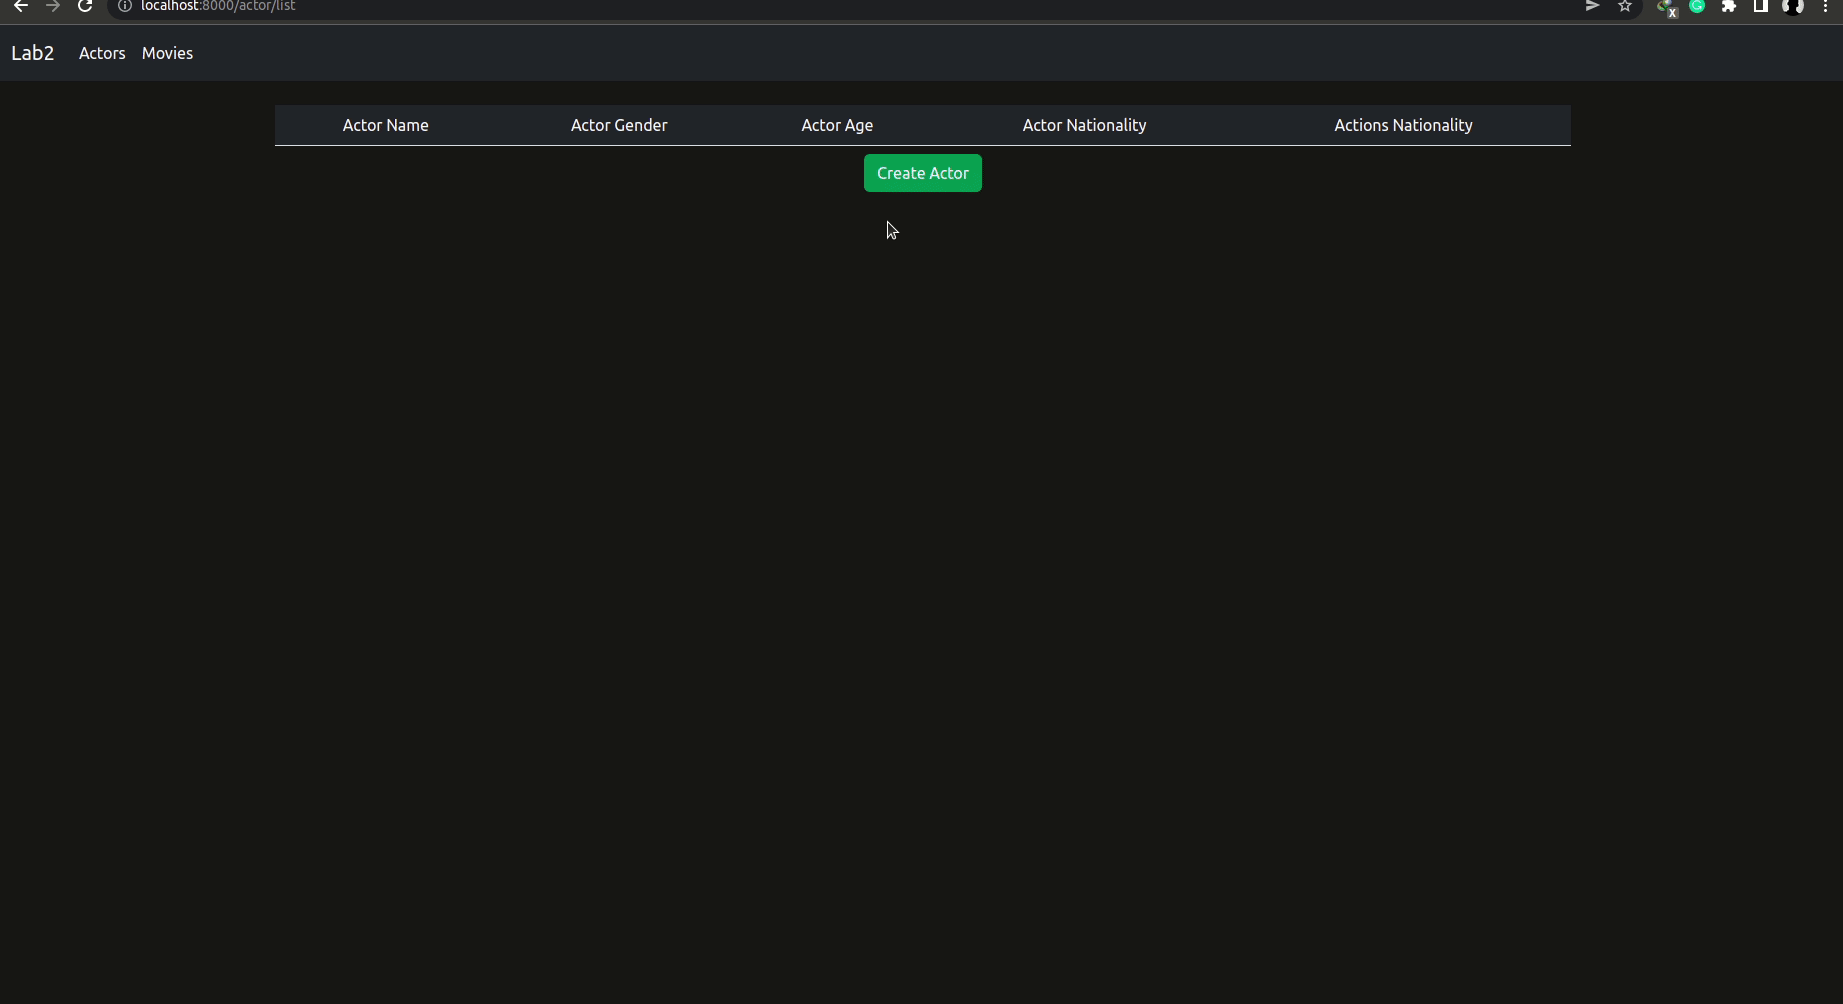 localhost:8000/actor/list
Lab2 Actors Movies
Actor Name Actor Gender Actor Age Actor Nationality Actions Nationality
Create Actor